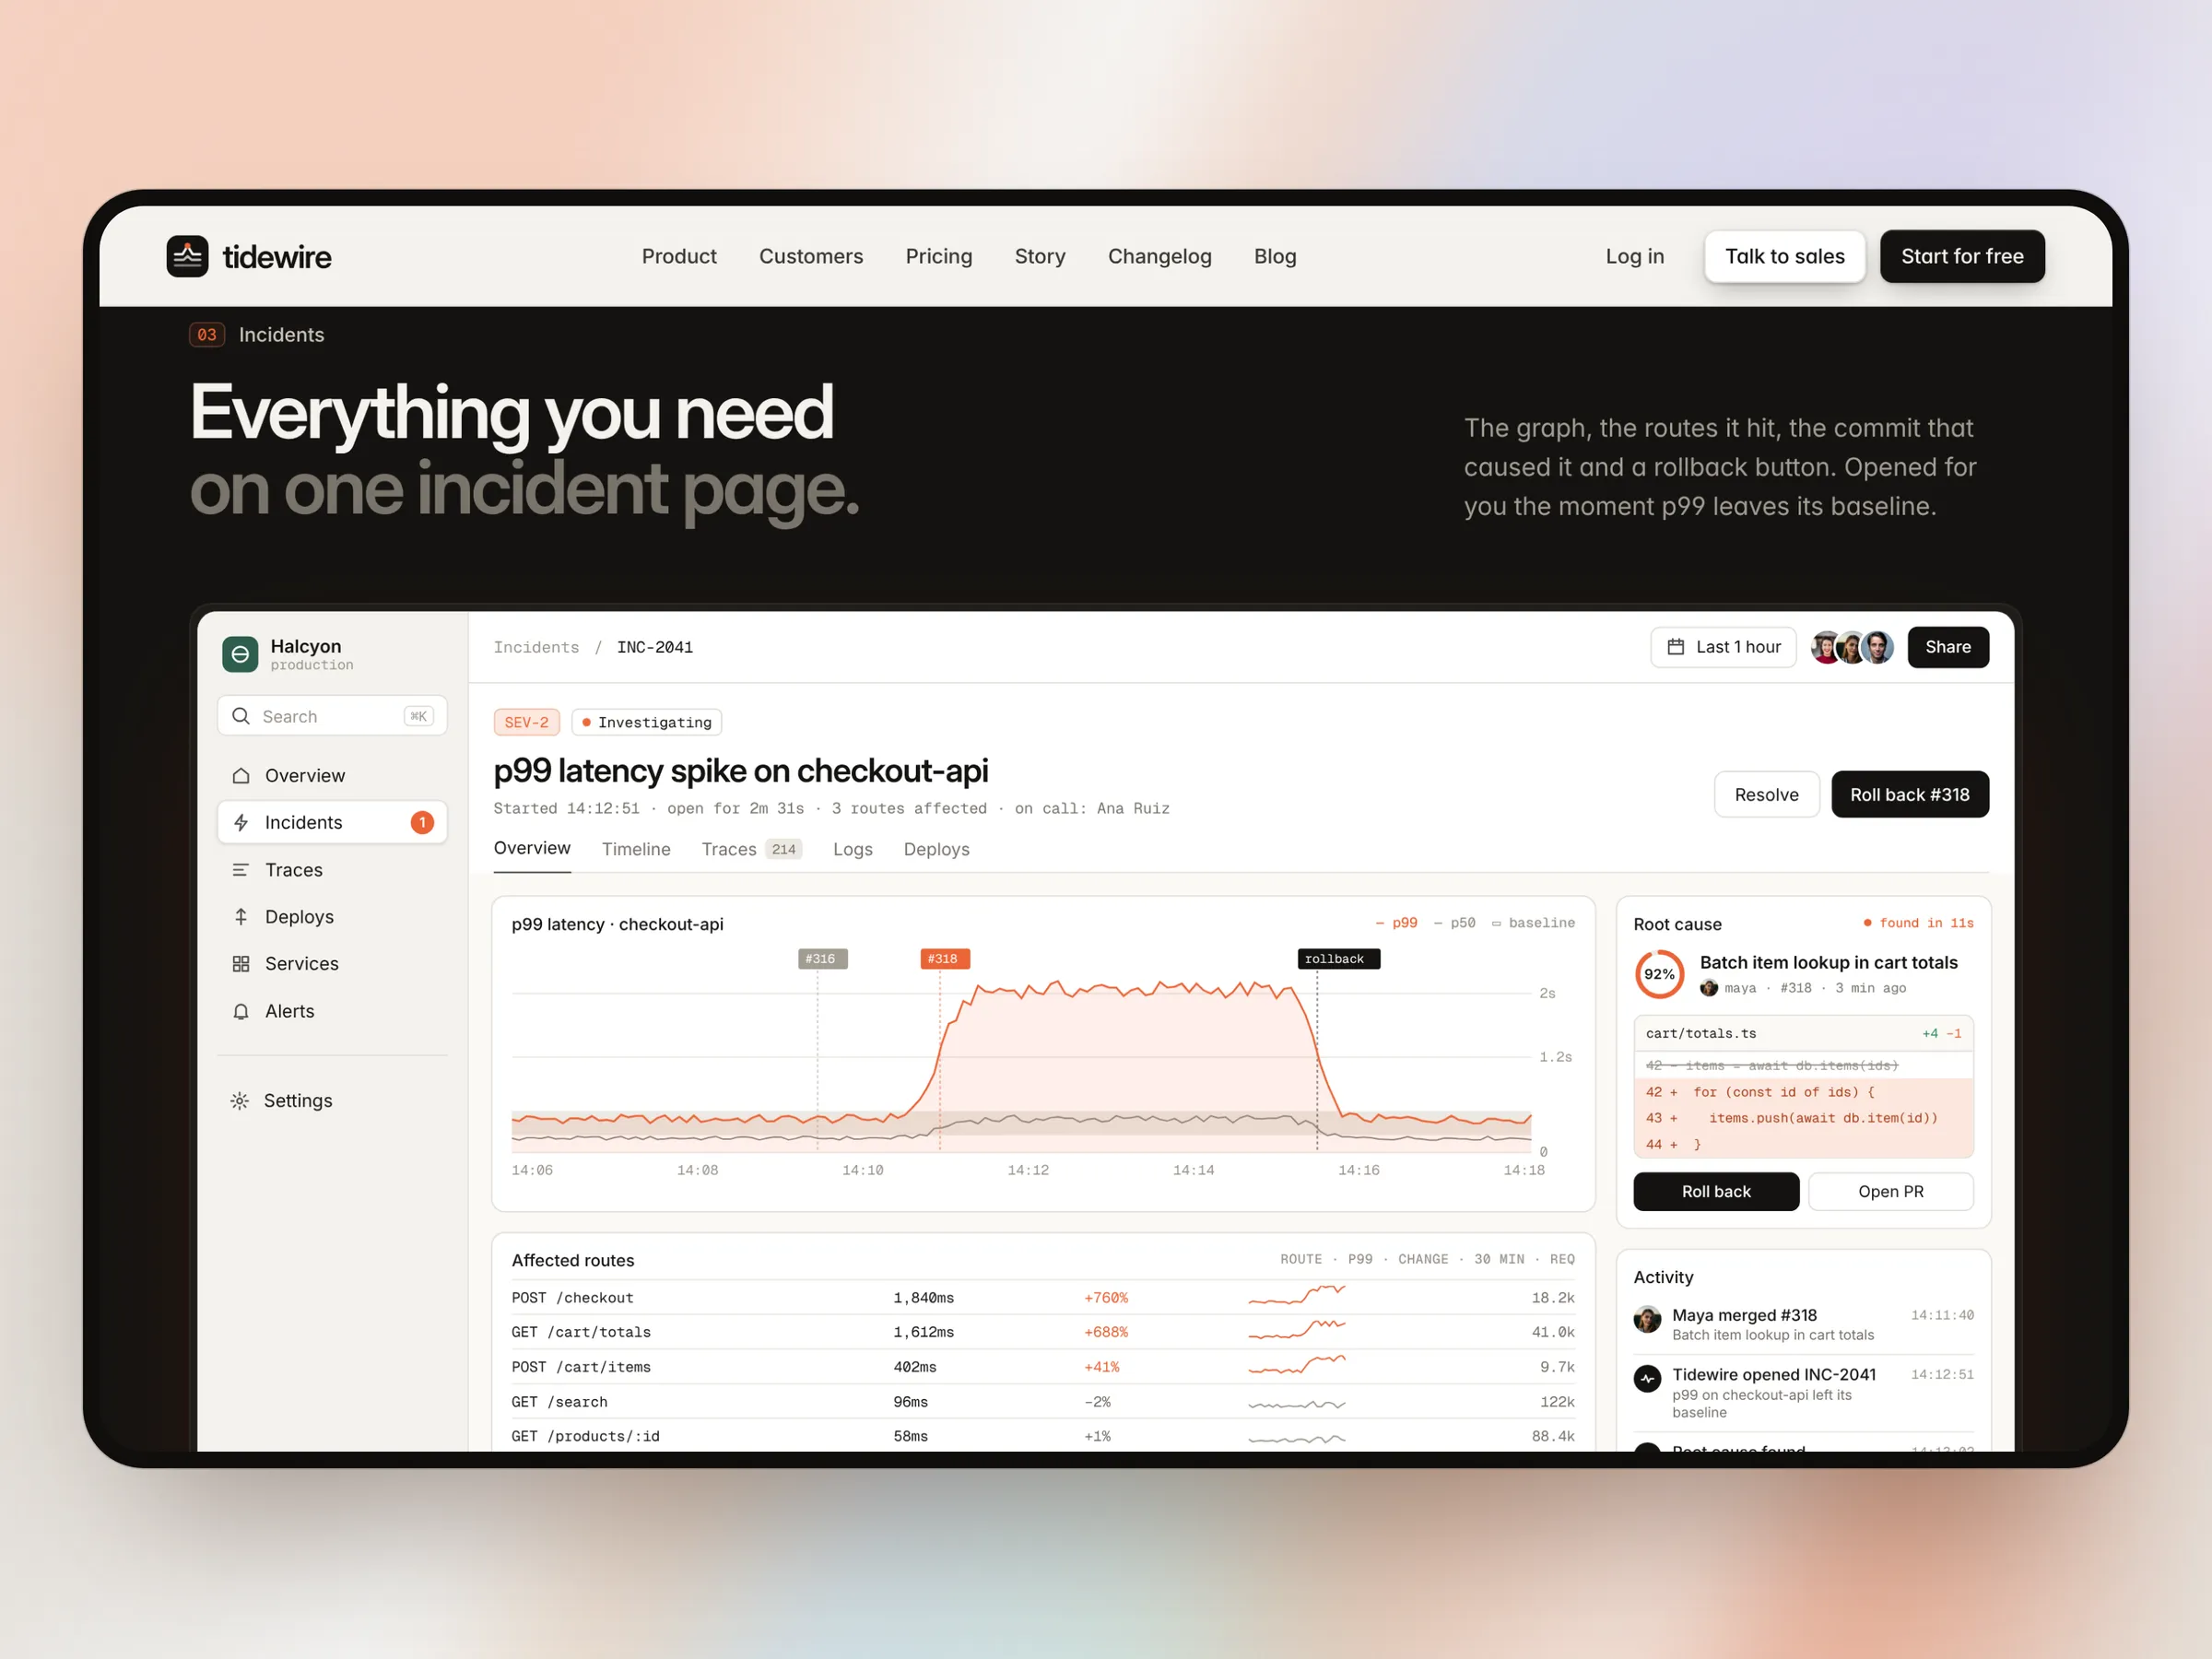 tidewire
Product
Customers
Pricing
Story
Changelog
Blog
Log in
Talk to sales
Start for free
03 Incidents
Everything you need
on one incident page.
The graph, the routes it hit, the commit that
caused it and a rollback button. Opened for
you the moment p99 leaves its baseline.
Halcyon
production
Search ⌘K
Overview
Incidents 1
Traces
Deploys
Services
Alerts
Settings
Incidents / INC-2041
Last 1 hour
Share
SEV-2
Investigating
p99 latency spike on checkout-api
Started 14:12:51 · open for 2m 31s · 3 routes affected · on call: Ana Ruiz
Resolve
Roll back #318
Overview
Timeline
Traces 214
Logs
Deploys
p99 latency · checkout-api
p99
p50
baseline
#316
#318
rollback
2s
1.2s
0
14:06
14:08
14:10
14:12
14:14
14:16
14:18
Affected routes
ROUTE · P99 · CHANGE · 30 MIN · REQ
POST /checkout 1,840ms +760% 18.2k
GET /cart/totals 1,612ms +688% 41.0k
POST /cart/items 402ms +41% 9.7k
GET /search 96ms −2% 122k
GET /products/:id 58ms +1% 88.4k
Root cause
found in 11s
92%
Batch item lookup in cart totals
maya · #318 · 3 min ago
cart/totals.ts +4 −1
42 − items = await db.items(ids)
42 + for (const id of ids) {
43 + items.push(await db.item(id))
44 + }
Roll back
Open PR
Activity
Maya merged #318 14:11:40
Batch item lookup in cart totals
Tidewire opened INC-2041 14:12:51
p99 on checkout-api left its
baseline
Root cause found